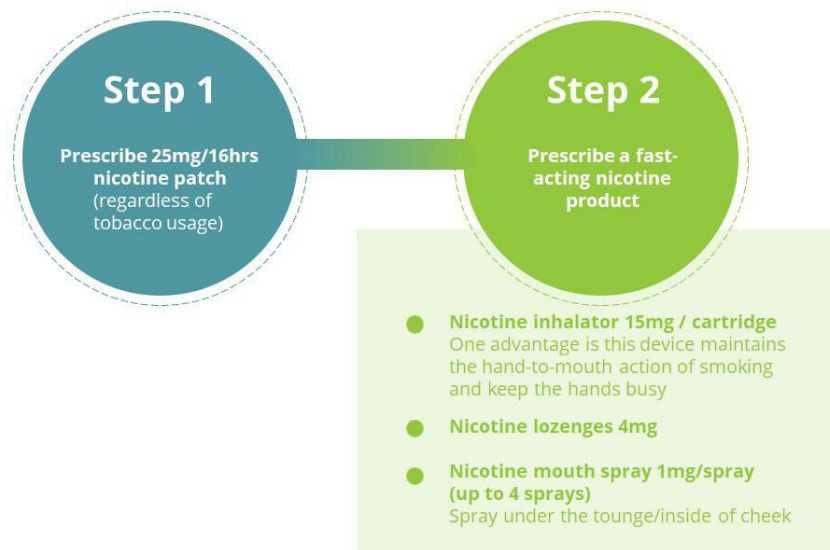 Step 1
Prescribe 25mg/16hrs
nicotine patch
(regardless of
tobacco usage)
Step 2
Prescribe a fast-
acting nicotine
product
Nicotine inhalator 15mg / cartridge
One advantage is this device maintains
the hand-to-mouth action of smoking
and keep the hands busy
Nicotine lozenges 4mg
Nicotine mouth spray 1mg/spray
(up to 4 sprays)
Spray under the tounge/inside of cheek